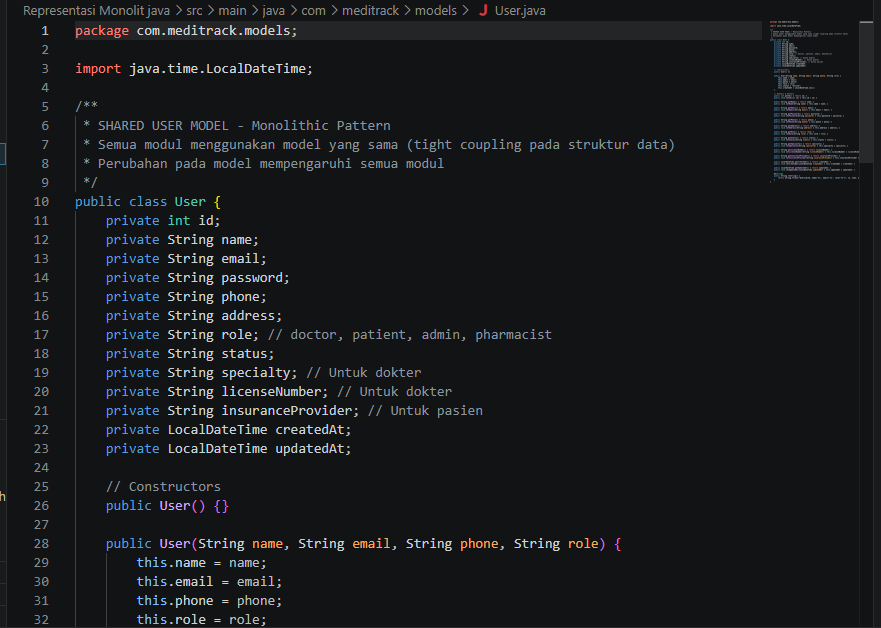 Representasi Monolit java > src > main > java > com > meditrack > models > J User.java
1 package com.meditrack.models;
2
3 import java.time.LocalDateTime;
4
5 /**
6  * SHARED USER MODEL - Monolithic Pattern
7  * Semua modul menggunakan model yang sama (tight coupling pada struktur data)
8  * Perubahan pada model mempengaruhi semua modul
9  */
10 public class User {
11     private int id;
12     private String name;
13     private String email;
14     private String password;
15     private String phone;
16     private String address;
17     private String role; // doctor, patient, admin, pharmacist
18     private String status;
19     private String specialty; // Untuk dokter
20     private String licenseNumber; // Untuk dokter
21     private String insuranceProvider; // Untuk pasien
22     private LocalDateTime createdAt;
23     private LocalDateTime updatedAt;
24
25     // Constructors
26     public User() {}
27
28     public User(String name, String email, String phone, String role) {
29         this.name = name;
30         this.email = email;
31         this.phone = phone;
32         this.role = role;